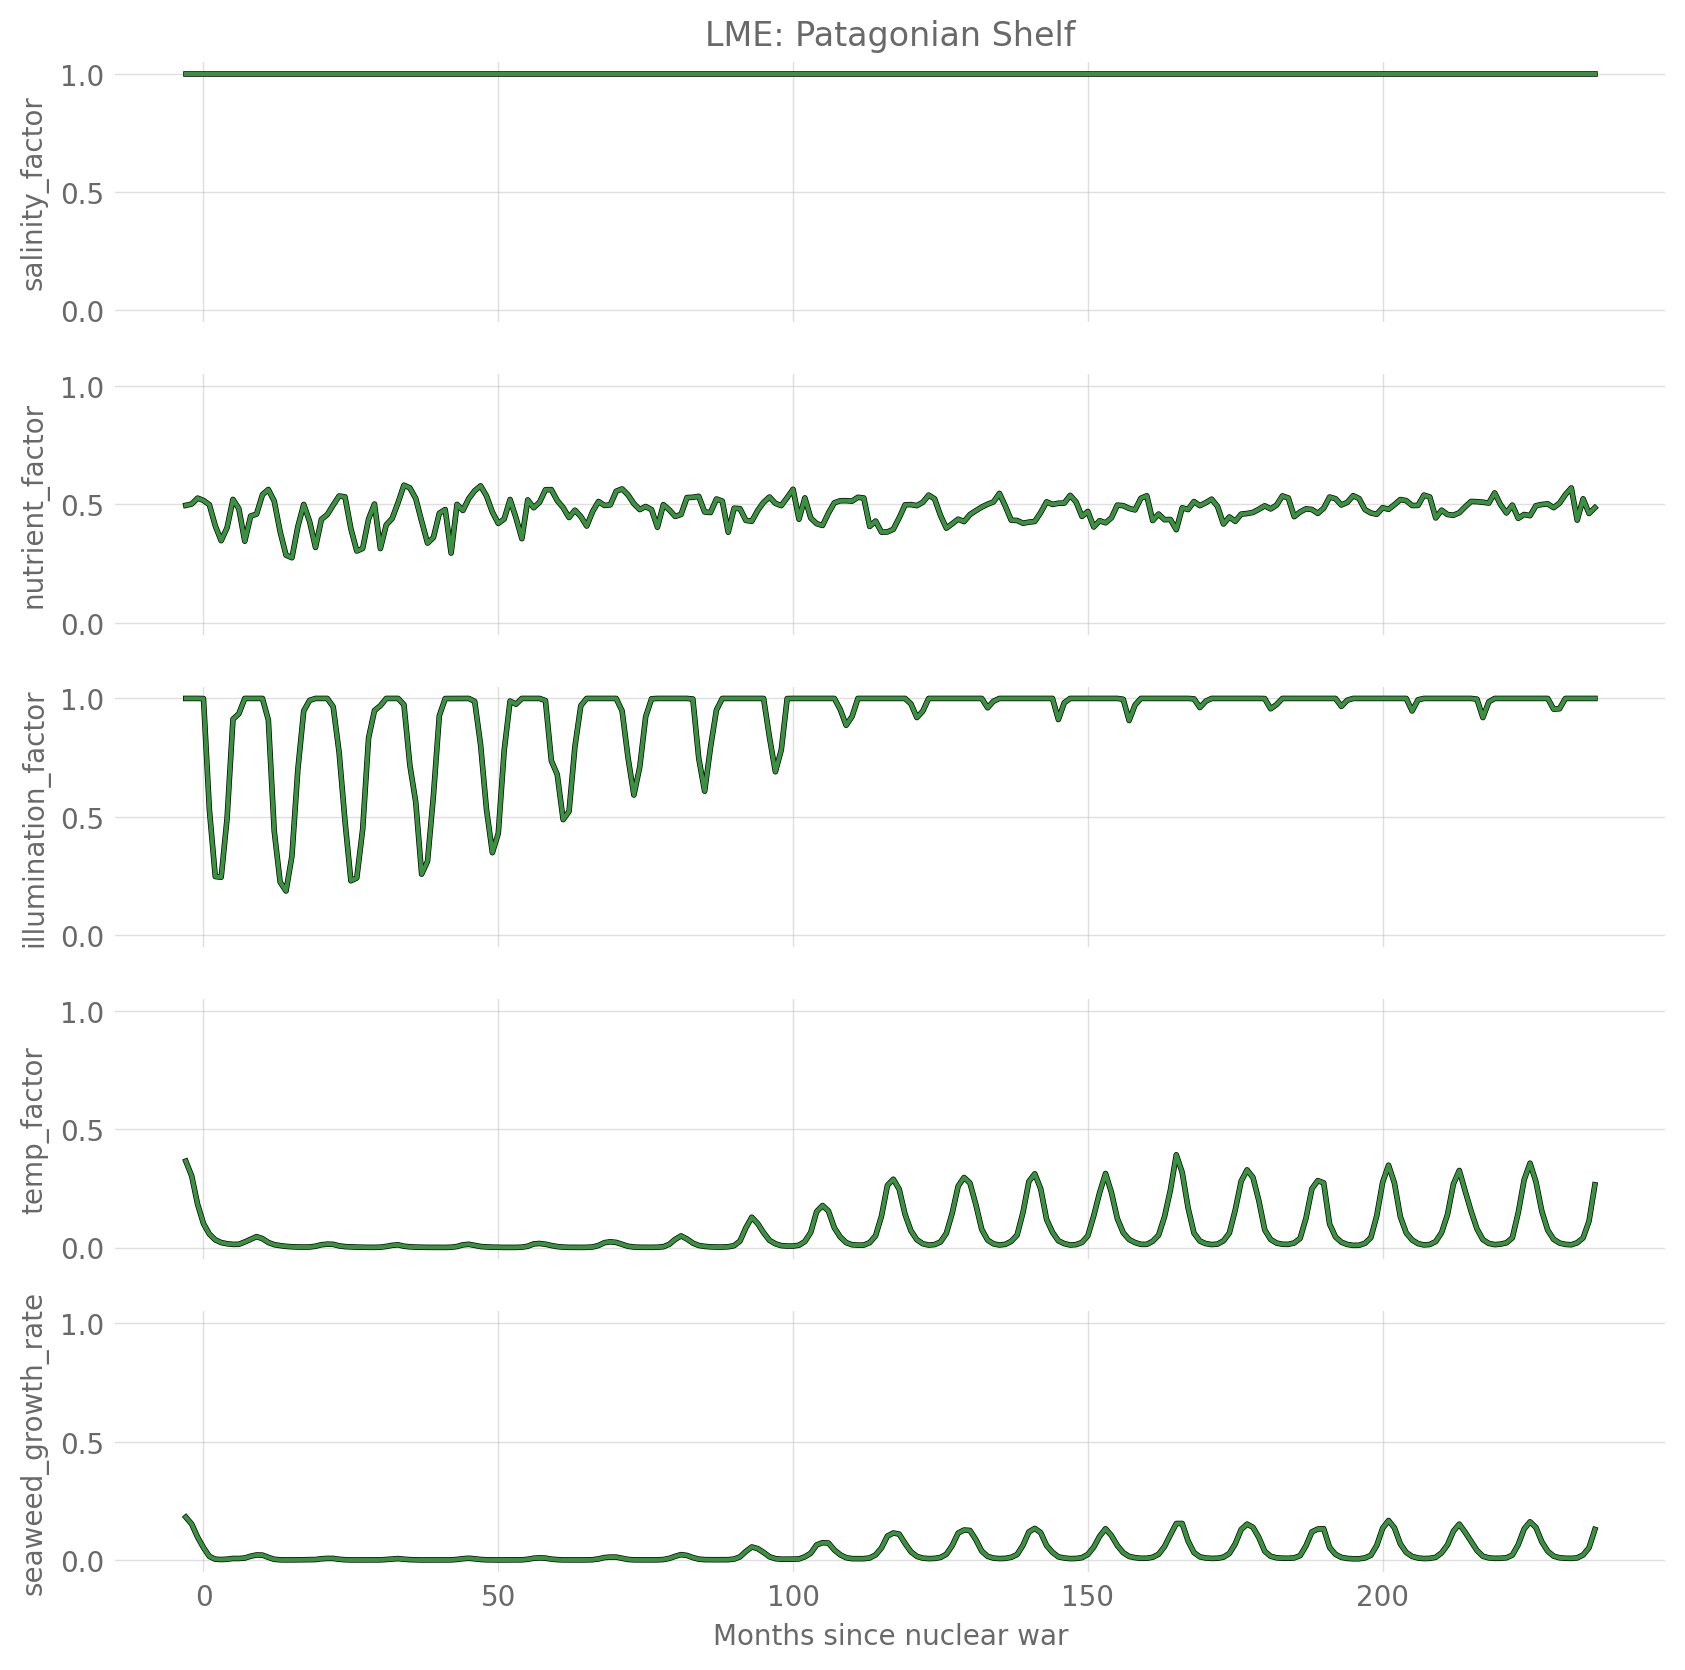 LME: Patagonian Shelf
salinity_factor
1.0
0.5
0.0
nutrient_factor
1.0
0.5
0.0
illumination_factor
1.0
0.5
0.0
temp_factor
1.0
0.5
0.0
seaweed_growth_rate
1.0
0.5
0.0
0 50 100 150 200
Months since nuclear war